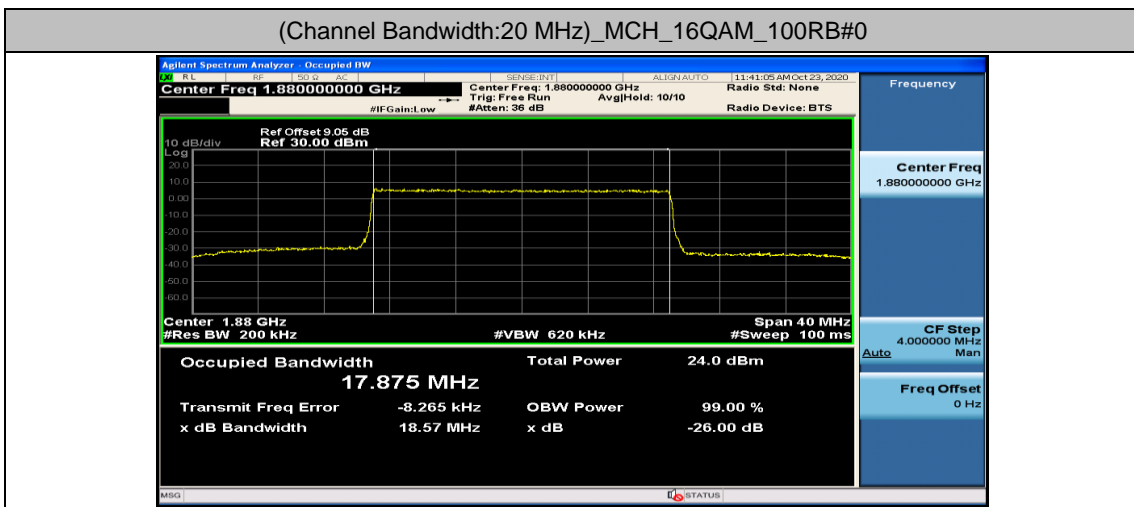 (Channel Bandwidth:20 MHz)_MCH_16QAM_100RB#0
Agilent Spectrum Analyzer - Occupied BW
LXI RL RF 50 Ω AC SENSE:INT ALIGNAUTO 11:41:05 AM Oct 23, 2020
Center Freq 1.880000000 GHz
Center Freq: 1.880000000 GHz Radio Std: None
Trig: Free Run Avg|Hold: 10/10
#IFGain:Low #Atten: 36 dB Radio Device: BTS
Frequency
Ref Offset 9.05 dB
10 dB/div Ref 30.00 dBm
Log
20.0
10.0
0.00
-10.0
-20.0
-30.0
-40.0
-50.0
-60.0
Center 1.88 GHz Span 40 MHz
#Res BW 200 kHz #VBW 620 kHz #Sweep 100 ms
Center Freq
1.880000000 GHz
CF Step
4.000000 MHz
Auto Man
Freq Offset
0 Hz
Occupied Bandwidth Total Power 24.0 dBm
17.875 MHz
Transmit Freq Error -8.265 kHz OBW Power 99.00 %
x dB Bandwidth 18.57 MHz x dB -26.00 dB
MSG STATUS